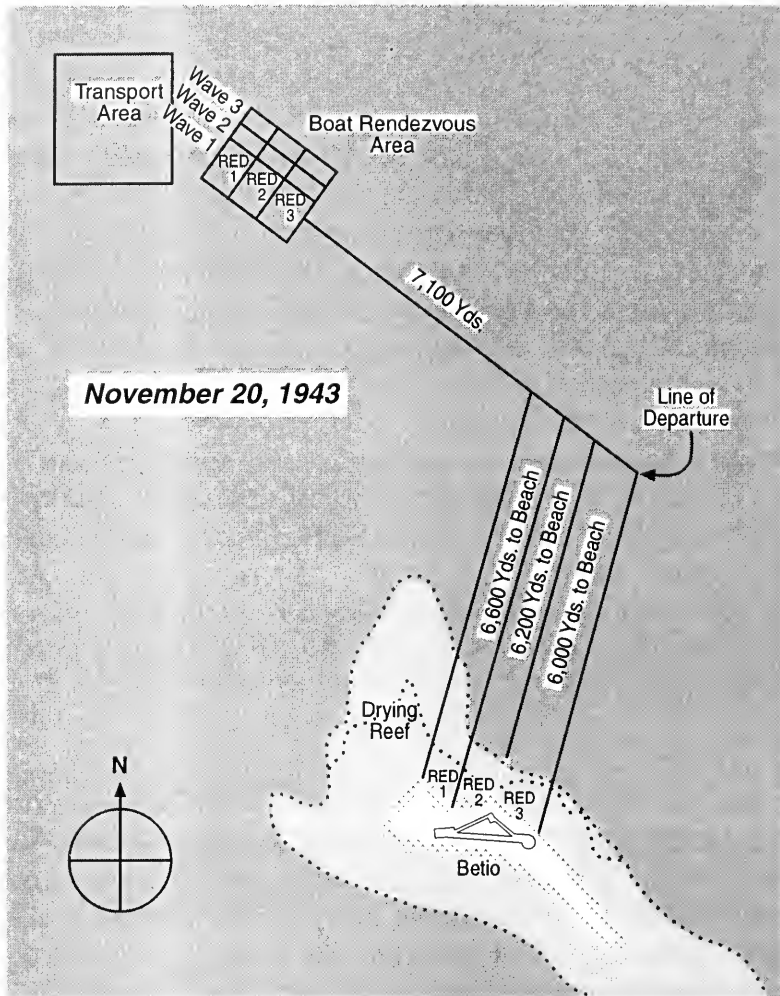 Transport
Area
Wave 3
Wave 2
Wave 1
Boat Rendezvous
Area
RED
1
RED
2
RED
3
7,100 Yds.
November 20, 1943
Line of
Departure
6,600 Yds. to Beach
6,200 Yds. to Beach
6,000 Yds. to Beach
Drying
Reef
N
RED
1
RED
2
RED
3
Betio